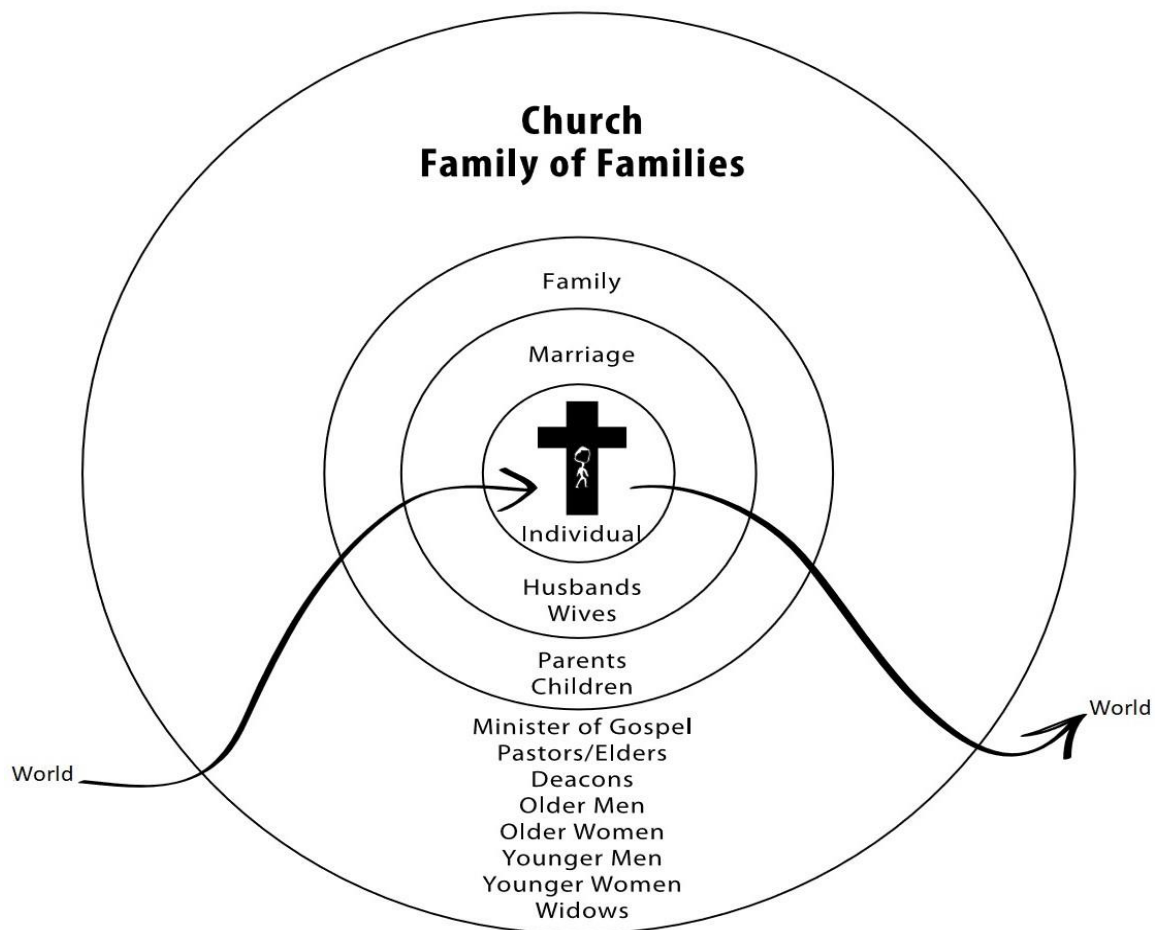 Church
Family of Families
Family
Marriage
Individual
Husbands
Wives
Parents
Children
Minister of Gospel
Pastors/Elders
Deacons
Older Men
Older Women
Younger Men
Younger Women
Widows
World
World